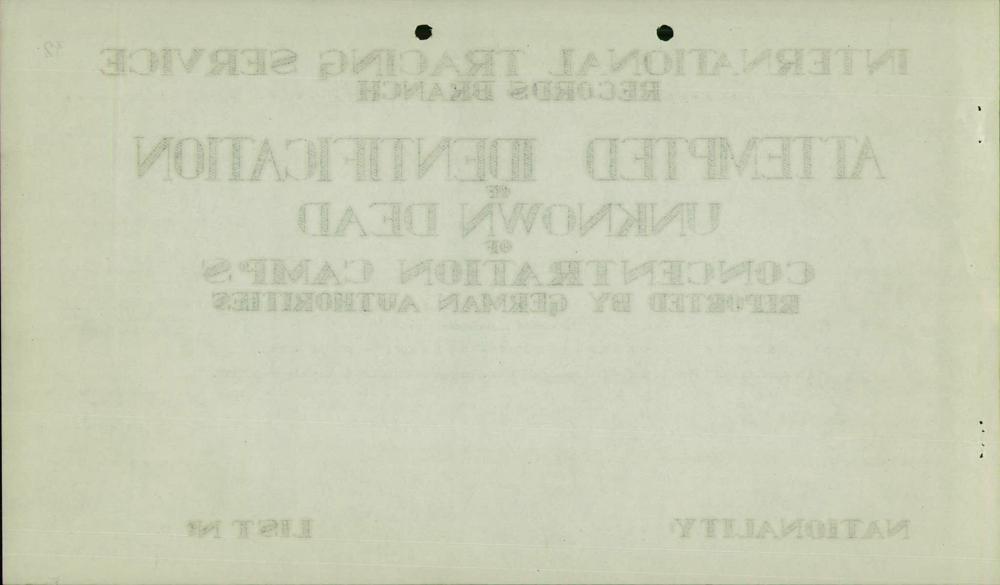 INTERNATIONAL TRACING SERVICE
RECORDS BRANCH
ATTEMPTED IDENTIFICATION
OF
UNKNOWN DEAD
OF
CONCENTRATION CAMPS
REPORTED BY GERMAN AUTHORITIES
NATIONALITY LIST Nº